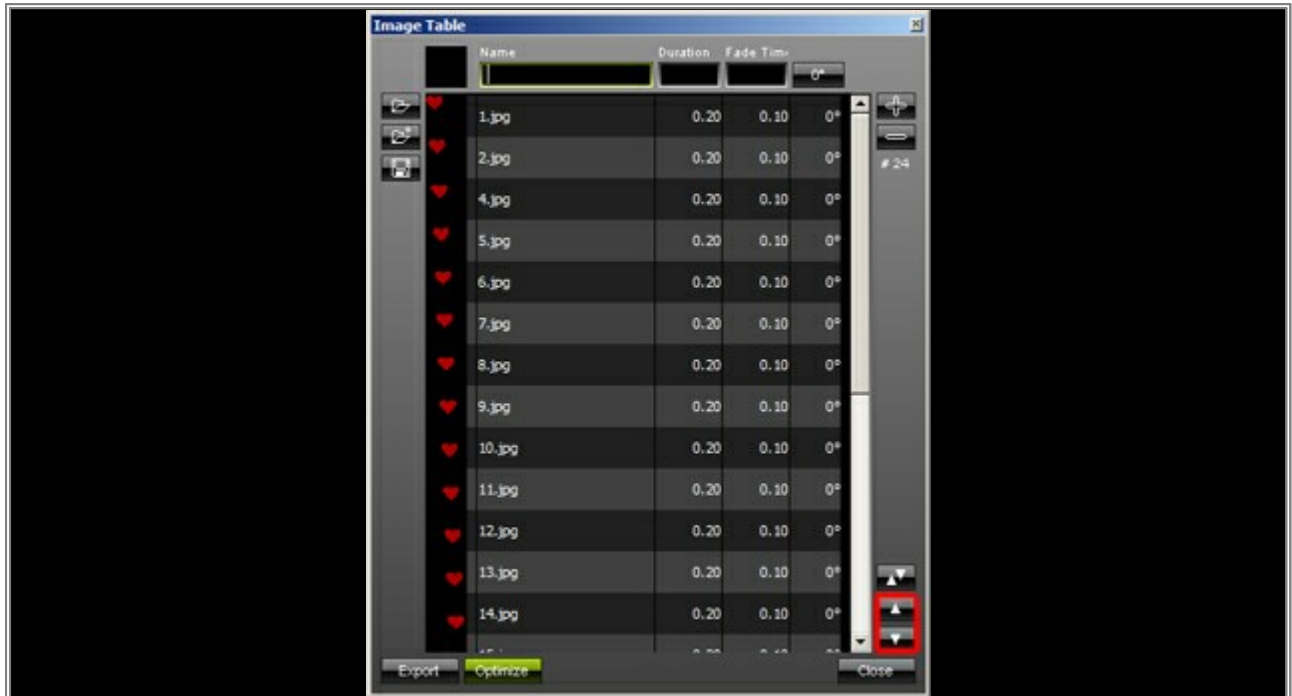 Image Table
Name Duration Fade Time
0°
1.jpg 0.20 0.10 0°
2.jpg 0.20 0.10 0°
# 24
4.jpg 0.20 0.10 0°
5.jpg 0.20 0.10 0°
6.jpg 0.20 0.10 0°
7.jpg 0.20 0.10 0°
8.jpg 0.20 0.10 0°
9.jpg 0.20 0.10 0°
10.jpg 0.20 0.10 0°
11.jpg 0.20 0.10 0°
12.jpg 0.20 0.10 0°
13.jpg 0.20 0.10 0°
14.jpg 0.20 0.10 0°
Export Optimize Close